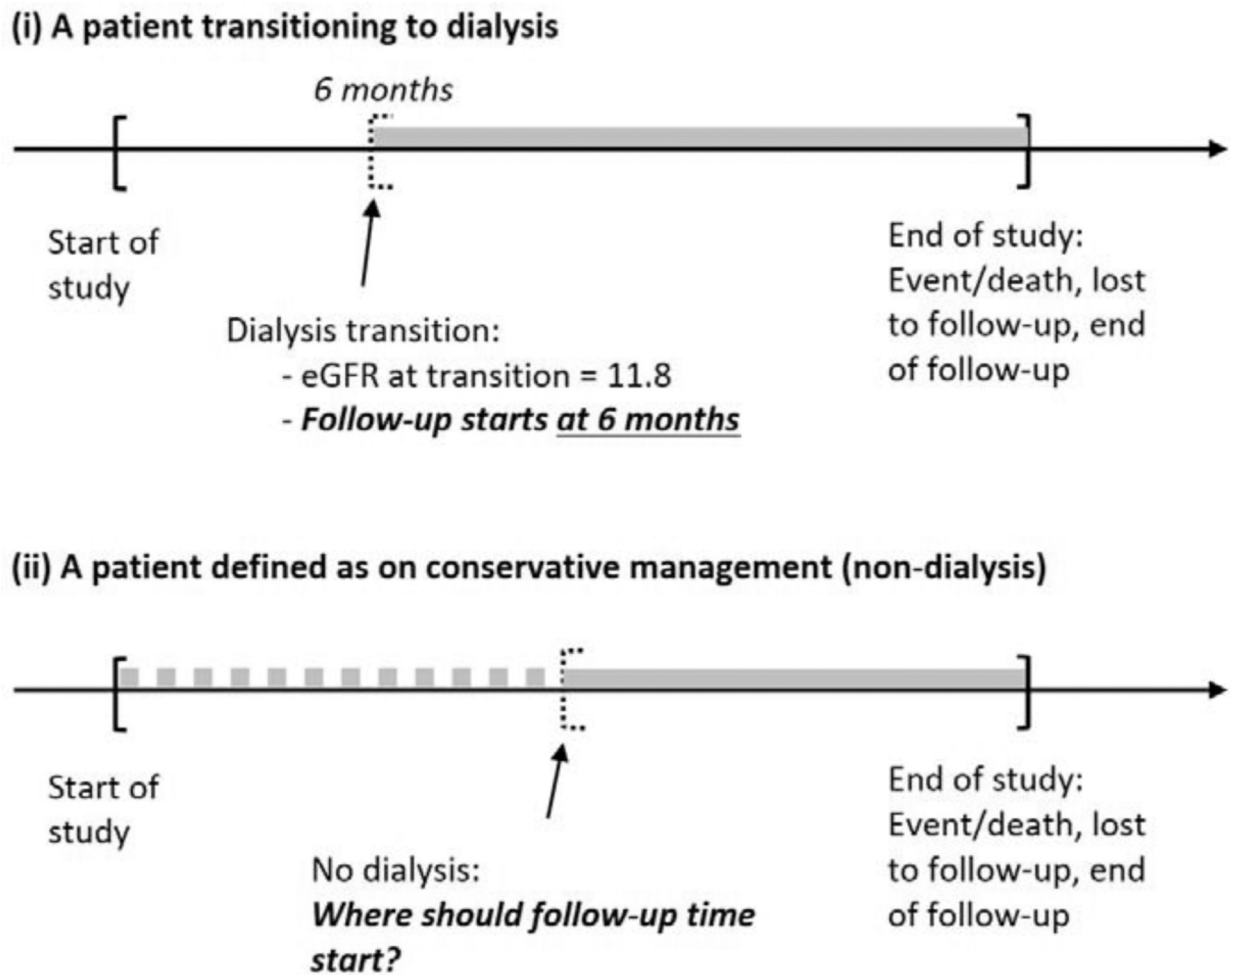 (i) A patient transitioning to dialysis
6 months
Start of
study
End of study:
Event/death, lost
to follow-up, end
of follow-up
Dialysis transition:
- eGFR at transition = 11.8
- Follow-up starts at 6 months
(ii) A patient defined as on conservative management (non-dialysis)
Start of
study
End of study:
Event/death, lost
to follow-up, end
of follow-up
No dialysis:
Where should follow-up time
start?